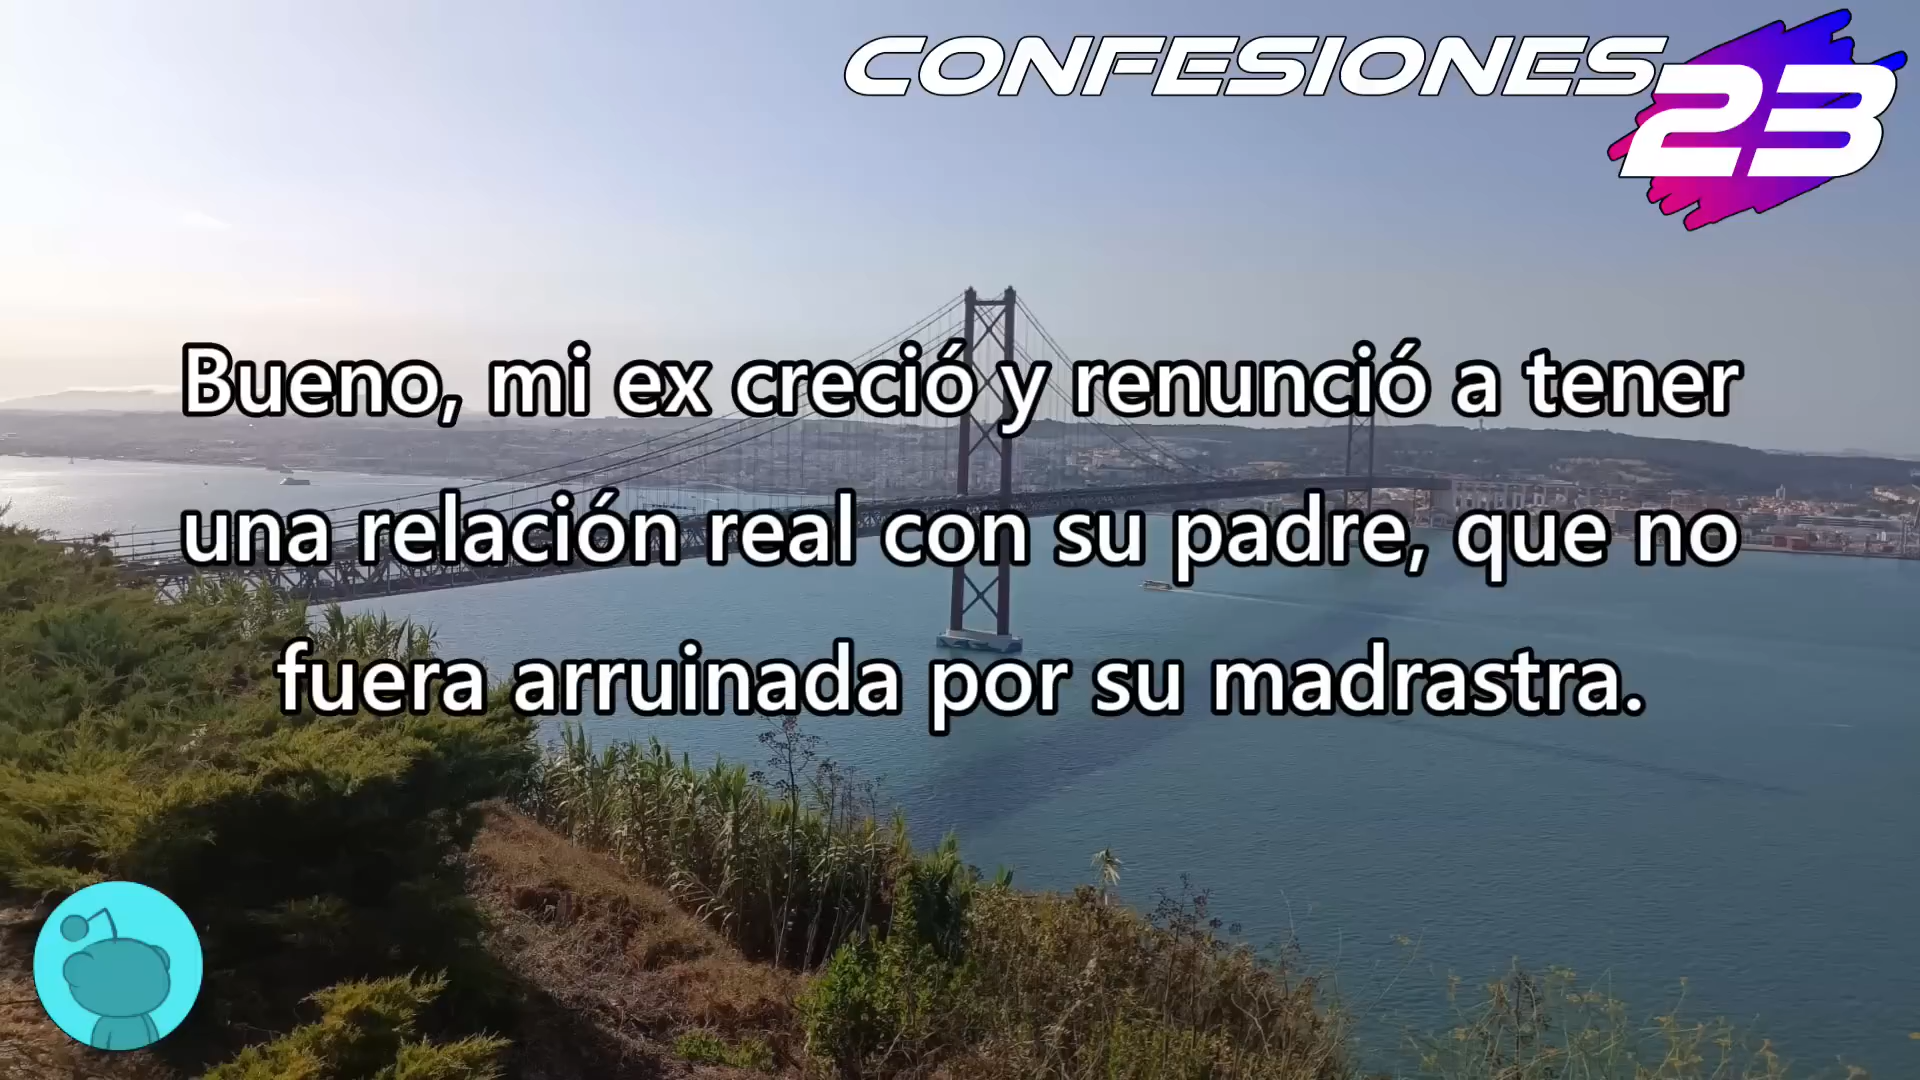 CONFESIONES
23
Bueno, mi ex creció y renunció a tener
una relación real con su padre, que no
fuera arruinada por su madrastra.